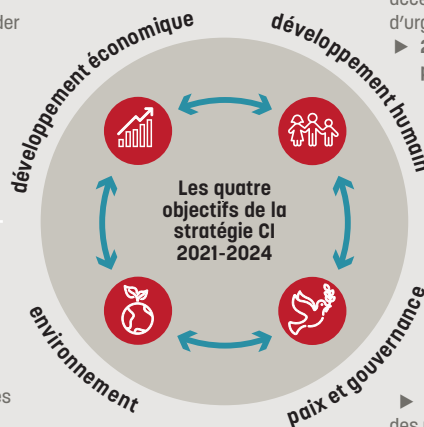 développement économique
développement humain
Les quatre
objectifs de la
stratégie CI
2021-2024
environnement
paix et gouvernance